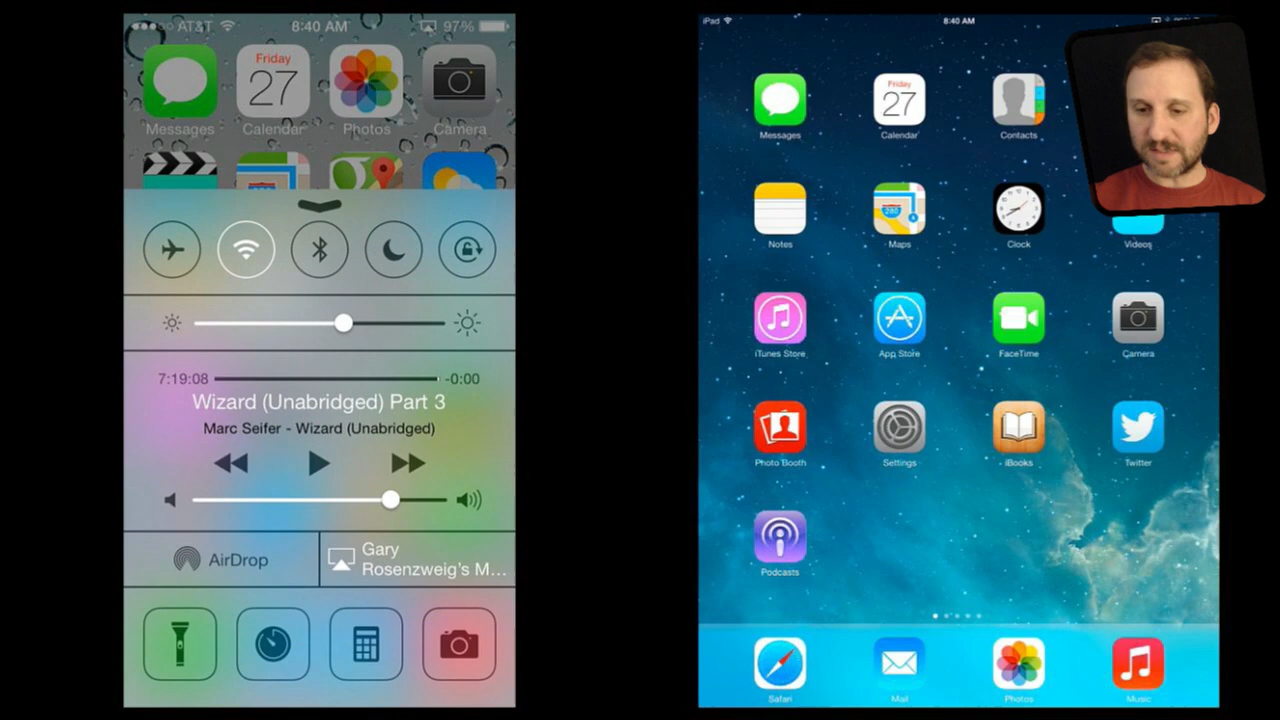 AT&T 8:40 AM 97%
Friday
27
Messages Calendar Photos Camera
280
7:19:08 -0:00
Wizard (Unabridged) Part 3
Marc Seifer - Wizard (Unabridged)
AirDrop
Gary
Rosenzweig's M...
iPad 8:40 AM
Friday
27
Messages Calendar Contacts
280
Notes Maps Clock Videos
iTunes Store App Store FaceTime Camera
Photo Booth Settings iBooks Twitter
Podcasts
Safari Mail Photos Music